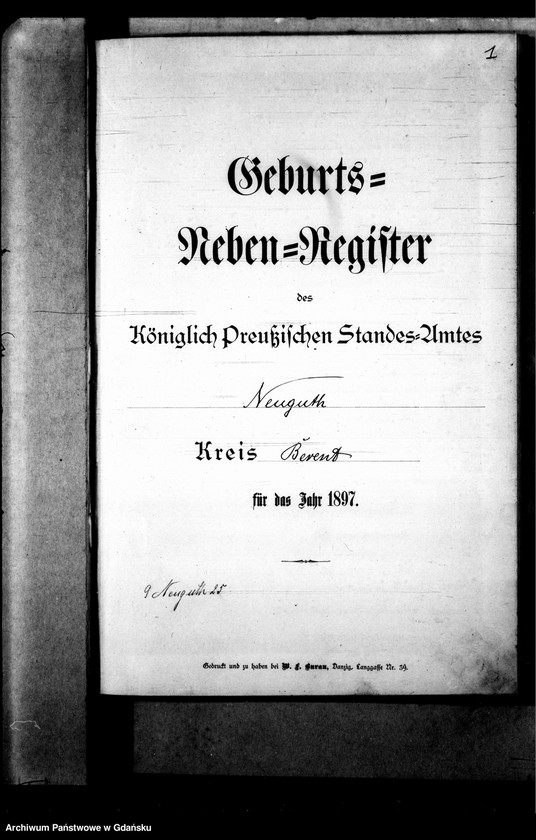 1
Geburts=
Neben=Register
des
Königlich Preußischen Standes=Amtes
Neuguth
Kreis Berent
für das Jahr 1897.
9 Neuguth 25
Gedruckt und zu haben bei W. F. Burau, Danzig, Langgasse Nr. 39.
Archiwum Państwowe w Gdańsku